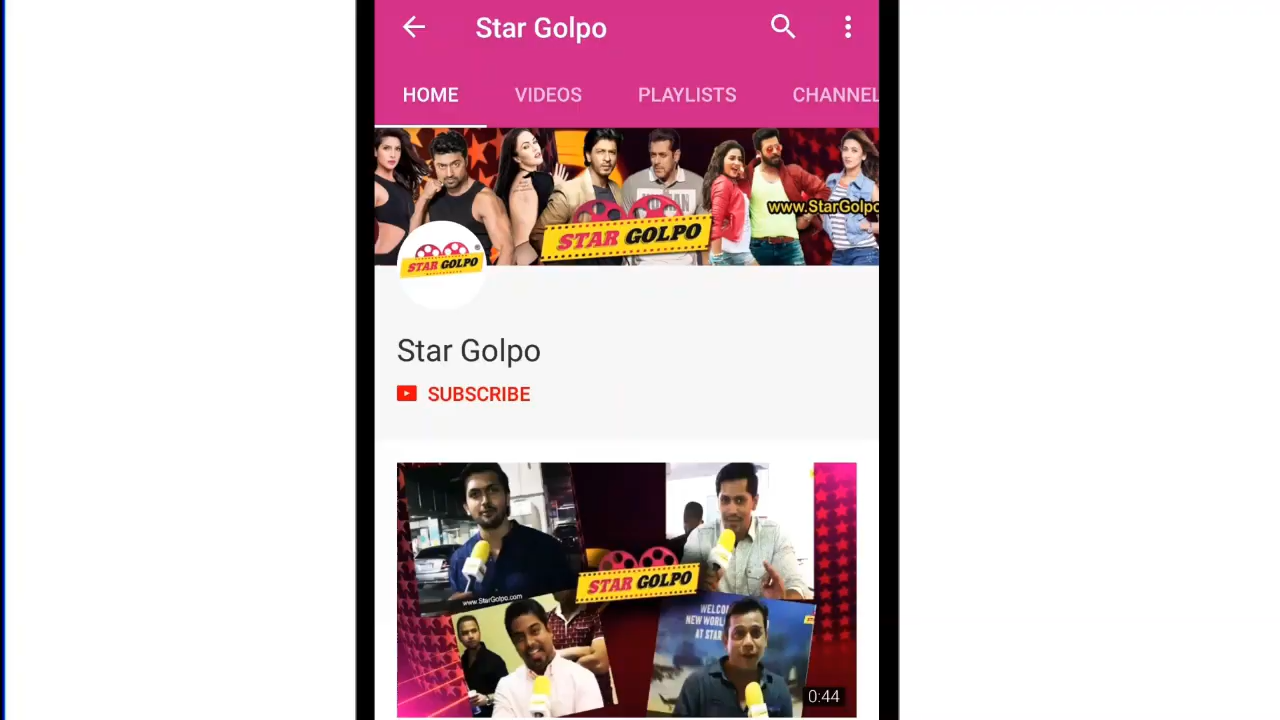 Star Golpo
HOME VIDEOS PLAYLISTS CHANNEL
www.StarGolpo
STAR GOLPO
STAR GOLPO
Star Golpo
SUBSCRIBE
www.StarGolpo.com
STAR GOLPO
WELCO
NEW WORL
AT STAR
0:44